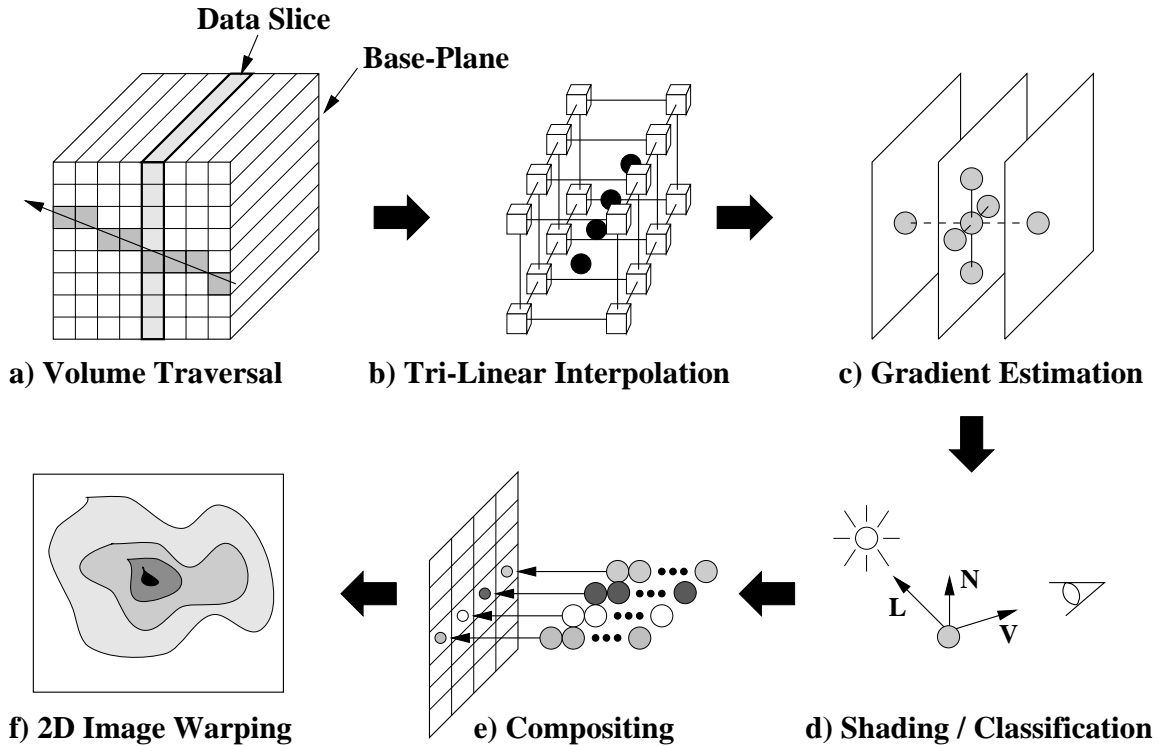 Data Slice
Base-Plane
a) Volume Traversal
b) Tri-Linear Interpolation
c) Gradient Estimation
L
N
V
f) 2D Image Warping
e) Compositing
d) Shading / Classification